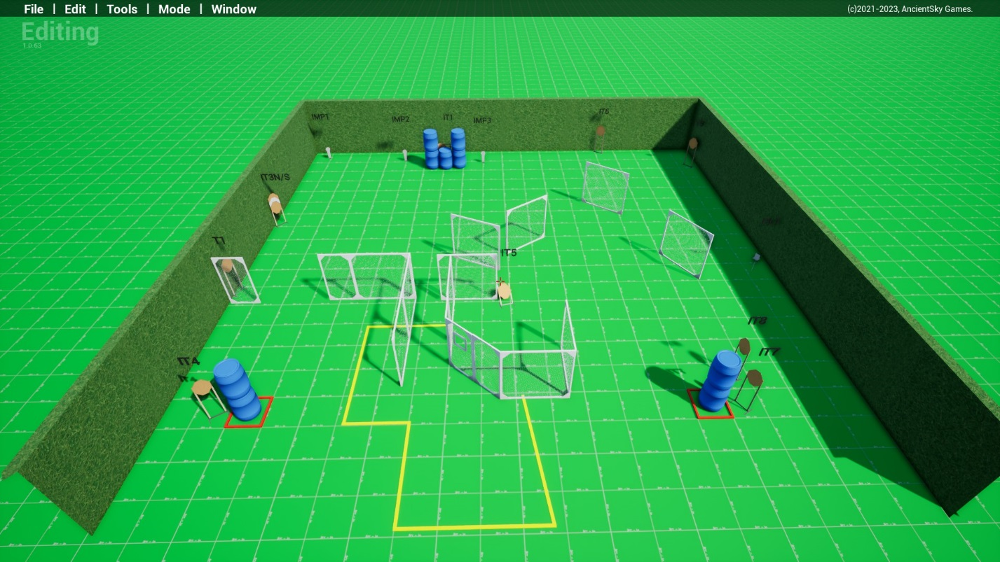 File | Edit | Tools | Mode | Window
(c)2021-2023, AncientSky Games.
Editing
1.0.63
IMP1
IMP2
IT1
IMP3
IT6
IT3N/S
T1
IT5
IT8
IT7
IT4